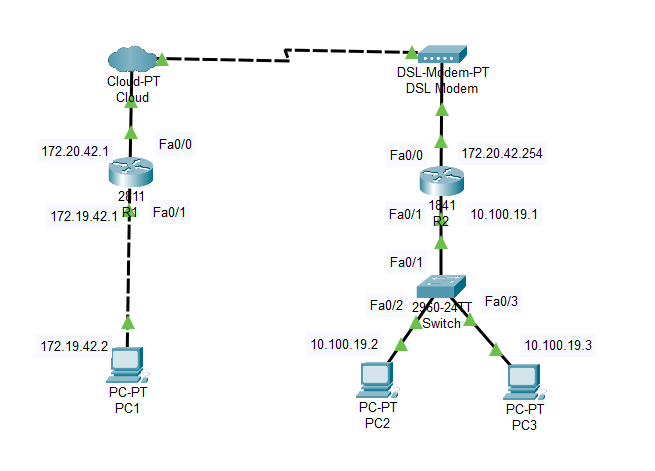 Cloud-PT
Cloud
DSL-Modem-PT
DSL Modem
172.20.42.1
Fa0/0
Fa0/0
172.20.42.254
2811
R1
172.19.42.1
Fa0/1
1841
R2
Fa0/1
10.100.19.1
Fa0/1
2960-24TT
Switch
Fa0/2
Fa0/3
172.19.42.2
10.100.19.2
10.100.19.3
PC-PT
PC1
PC-PT
PC2
PC-PT
PC3